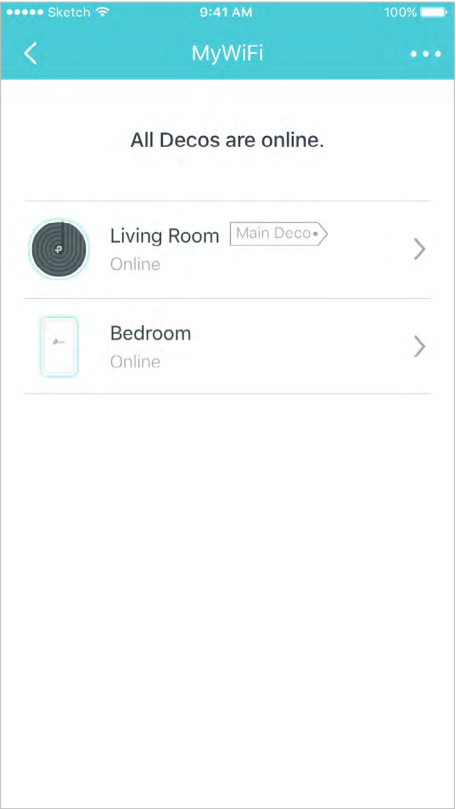 Sketch 9:41 AM 100%
MyWiFi
All Decos are online.
Living Room Main Deco
Online
Bedroom
Online